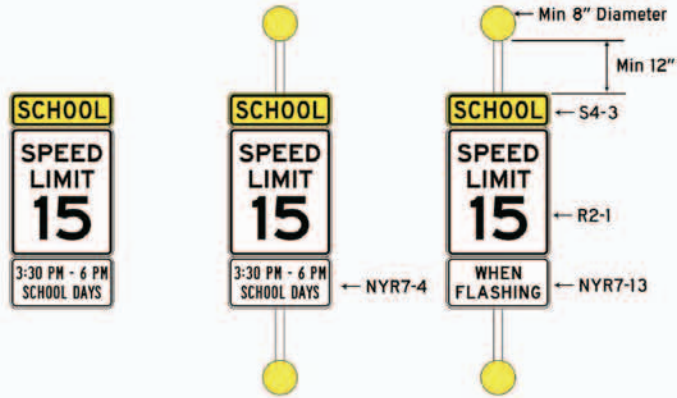 SCHOOL
SPEED
LIMIT
15
3:30 PM - 6 PM
SCHOOL DAYS
SCHOOL
SPEED
LIMIT
15
3:30 PM - 6 PM
SCHOOL DAYS
NYR7-4
Min 8" Diameter
Min 12"
SCHOOL
S4-3
SPEED
LIMIT
15
R2-1
WHEN
FLASHING
NYR7-13